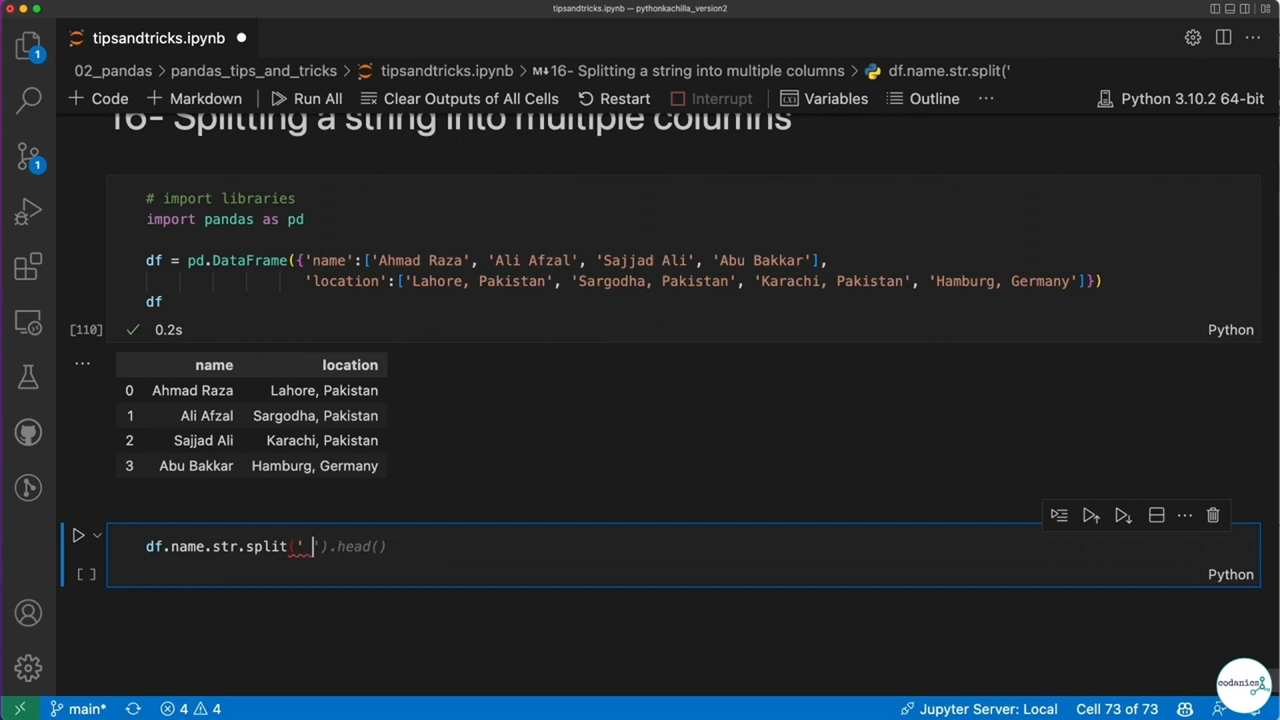 tipsandtricks.ipynb — pythonkachilla_version2
tipsandtricks.ipynb
02_pandas > pandas_tips_and_tricks > tipsandtricks.ipynb > M↓16- Splitting a string into multiple columns > df.name.str.split('
+ Code + Markdown Run All Clear Outputs of All Cells Restart Interrupt Variables Outline ... Python 3.10.2 64-bit
16- Splitting a string into multiple columns
# import libraries
import pandas as pd
df = pd.DataFrame({'name':['Ahmad Raza', 'Ali Afzal', 'Sajjad Ali', 'Abu Bakkar'],
'location':['Lahore, Pakistan', 'Sargodha, Pakistan', 'Karachi, Pakistan', 'Hamburg, Germany']})
df
[110] 0.2s Python
name location
0 Ahmad Raza Lahore, Pakistan
1 Ali Afzal Sargodha, Pakistan
2 Sajjad Ali Karachi, Pakistan
3 Abu Bakkar Hamburg, Germany
df.name.str.split(' ').head()
[ ] Python
1
1
codanics
main* 4 4 Jupyter Server: Local Cell 73 of 73